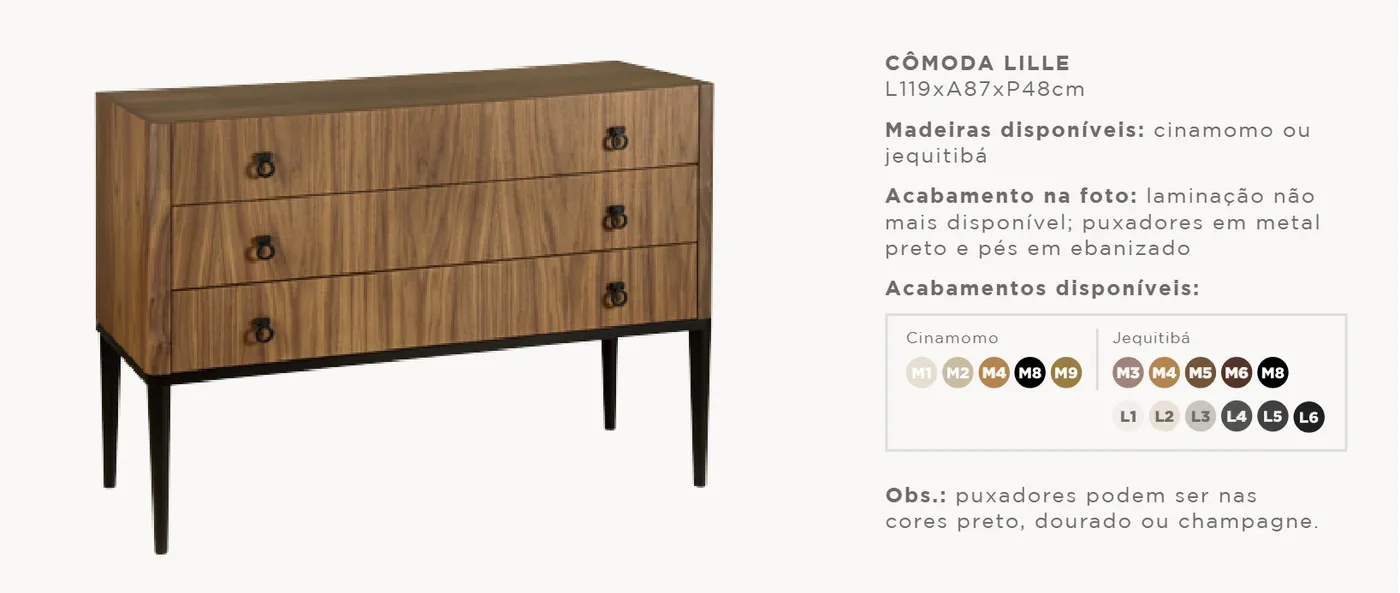 CÔMODA LILLE
L119xA87xP48cm
Madeiras disponíveis: cinamomo ou
jequitibá
Acabamento na foto: laminação não
mais disponível; puxadores em metal
preto e pés em ebanizado
Acabamentos disponíveis:
Cinamomo
M1 M2 M4 M8 M9
Jequitibá
M3 M4 M5 M6 M8
L1 L2 L3 L4 L5 L6
Obs.: puxadores podem ser nas
cores preto, dourado ou champagne.